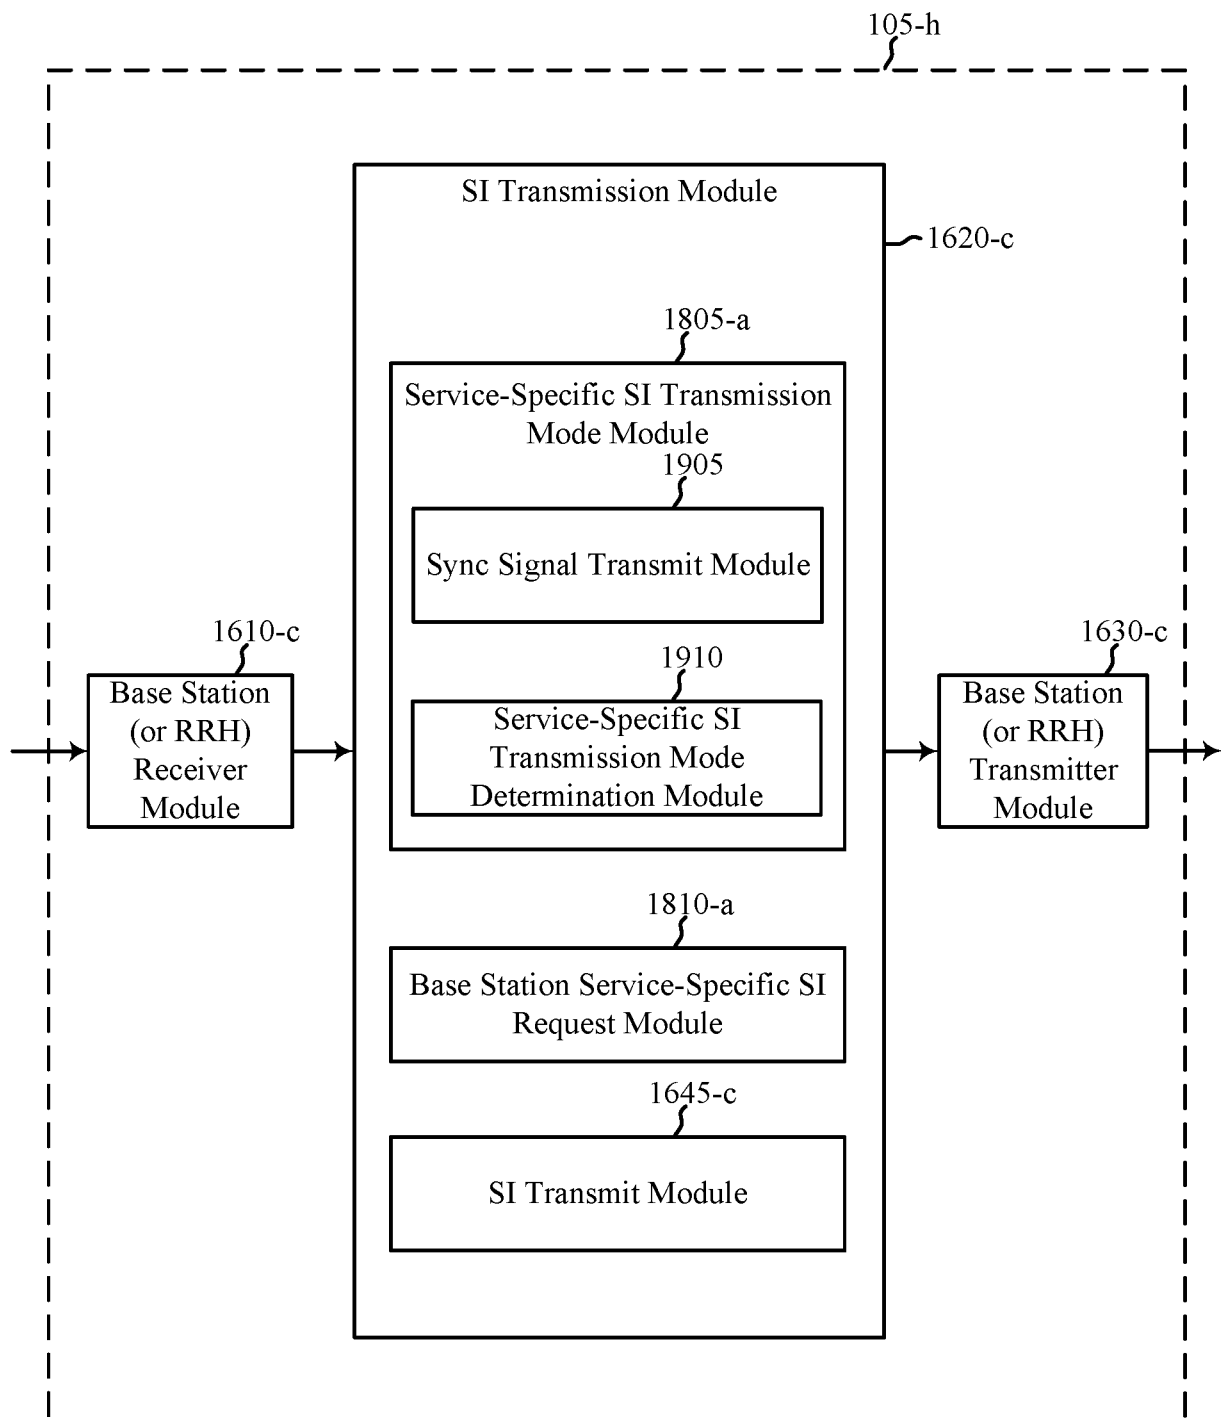 105-h
SI Transmission Module
1620-c
1805-a
Service-Specific SI Transmission
Mode Module
1905
Sync Signal Transmit Module
1610-c
Base Station
(or RRH)
Receiver
Module
1910
Service-Specific SI
Transmission Mode
Determination Module
1630-c
Base Station
(or RRH)
Transmitter
Module
1810-a
Base Station Service-Specific SI
Request Module
1645-c
SI Transmit Module